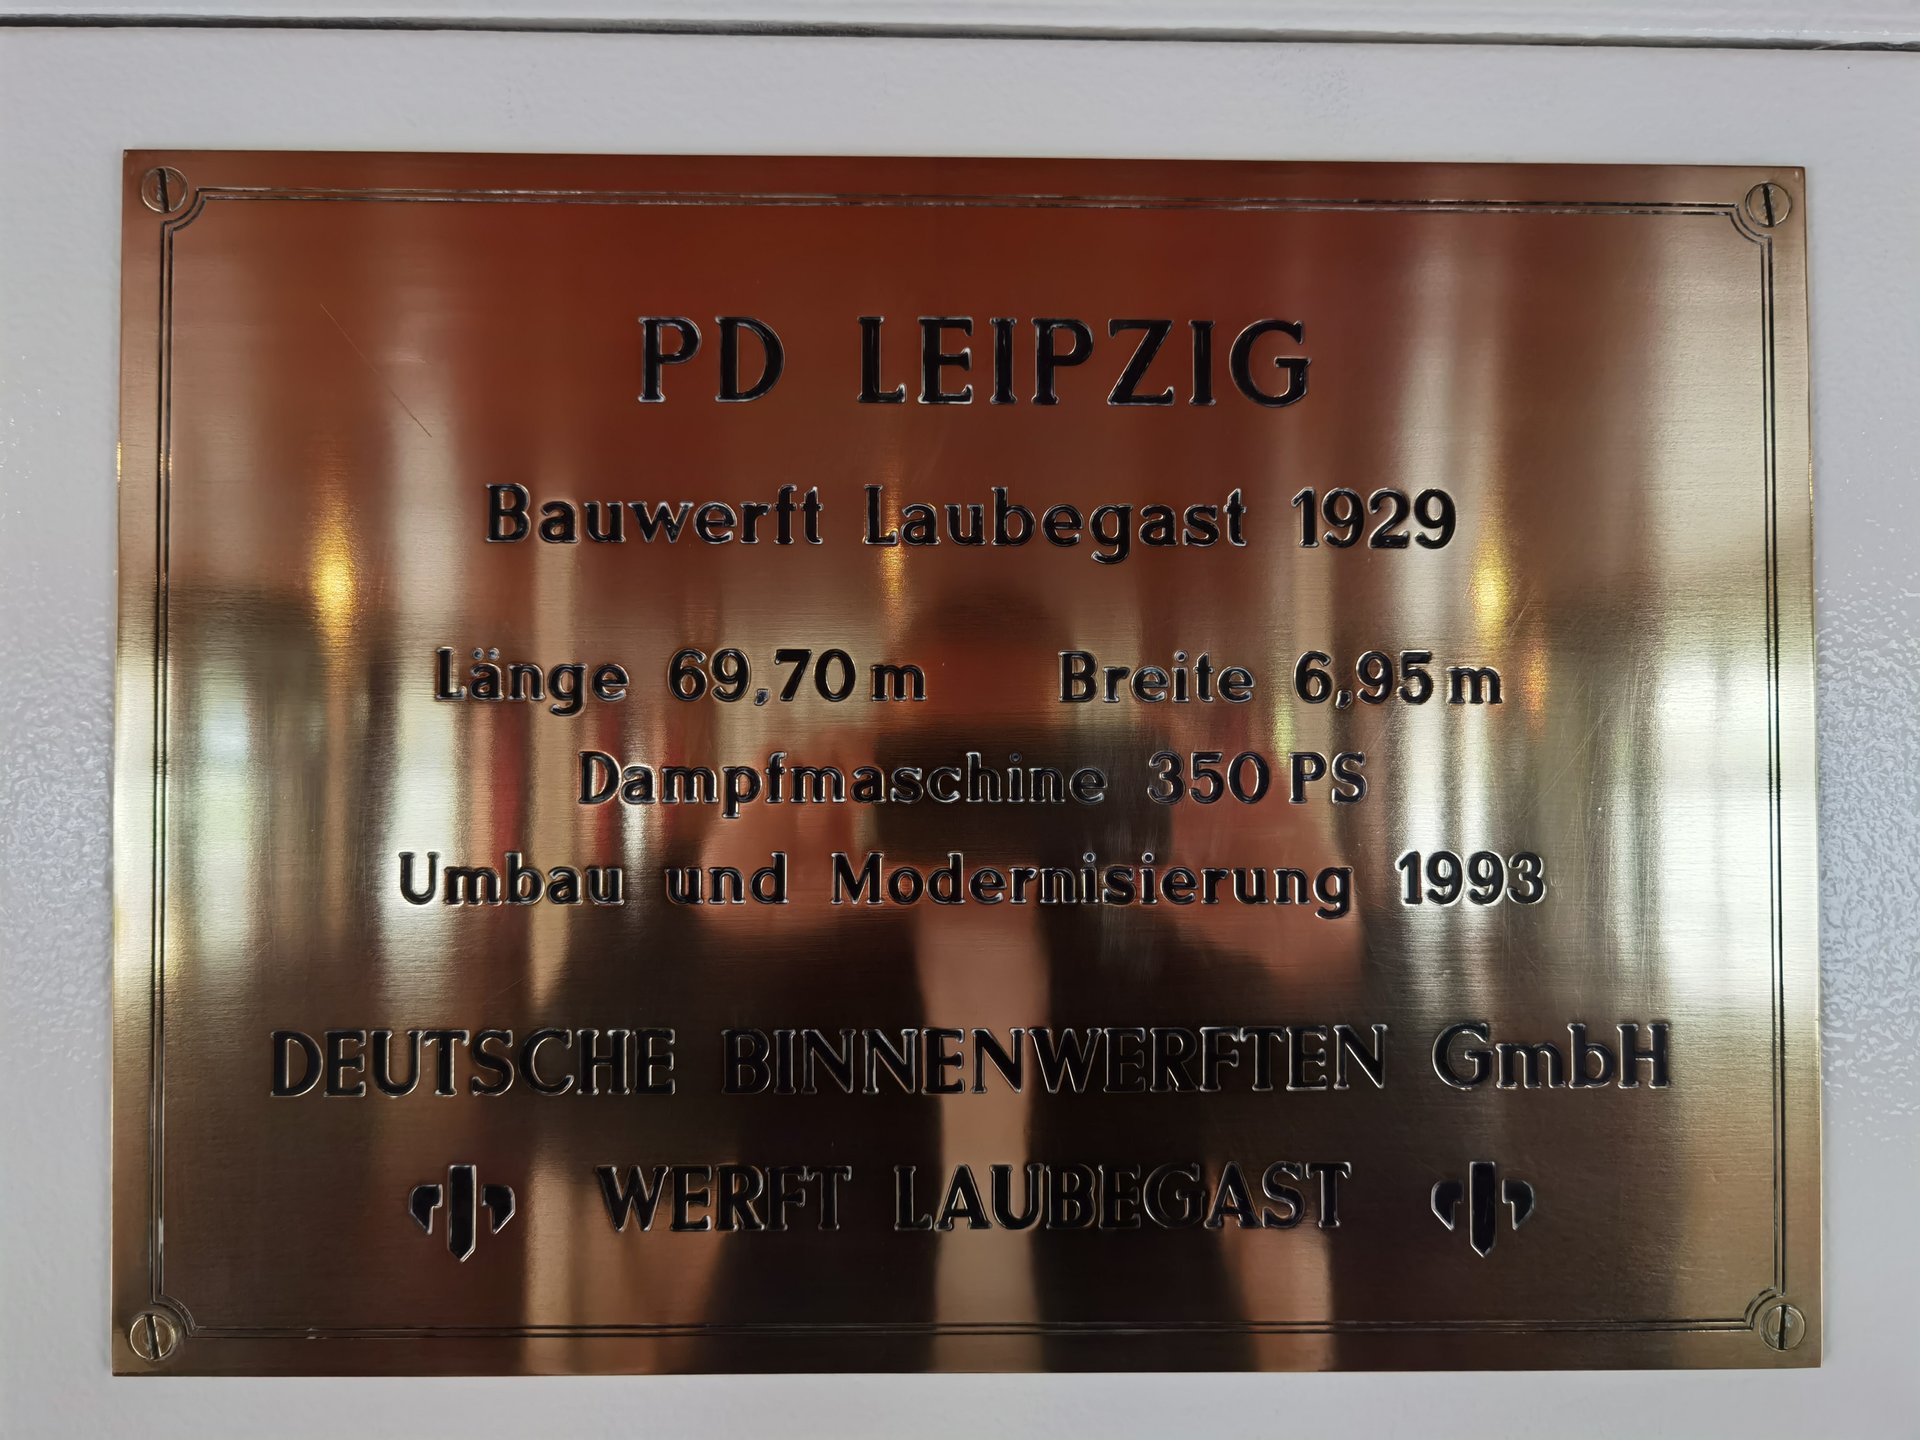 PD LEIPZIG
Bauwerft Laubegast 1929
Länge 69,70 m Breite 6,95 m
Dampfmaschine 350 PS
Umbau und Modernisierung 1993
DEUTSCHE BINNENWERFTEN GmbH
WERFT LAUBEGAST